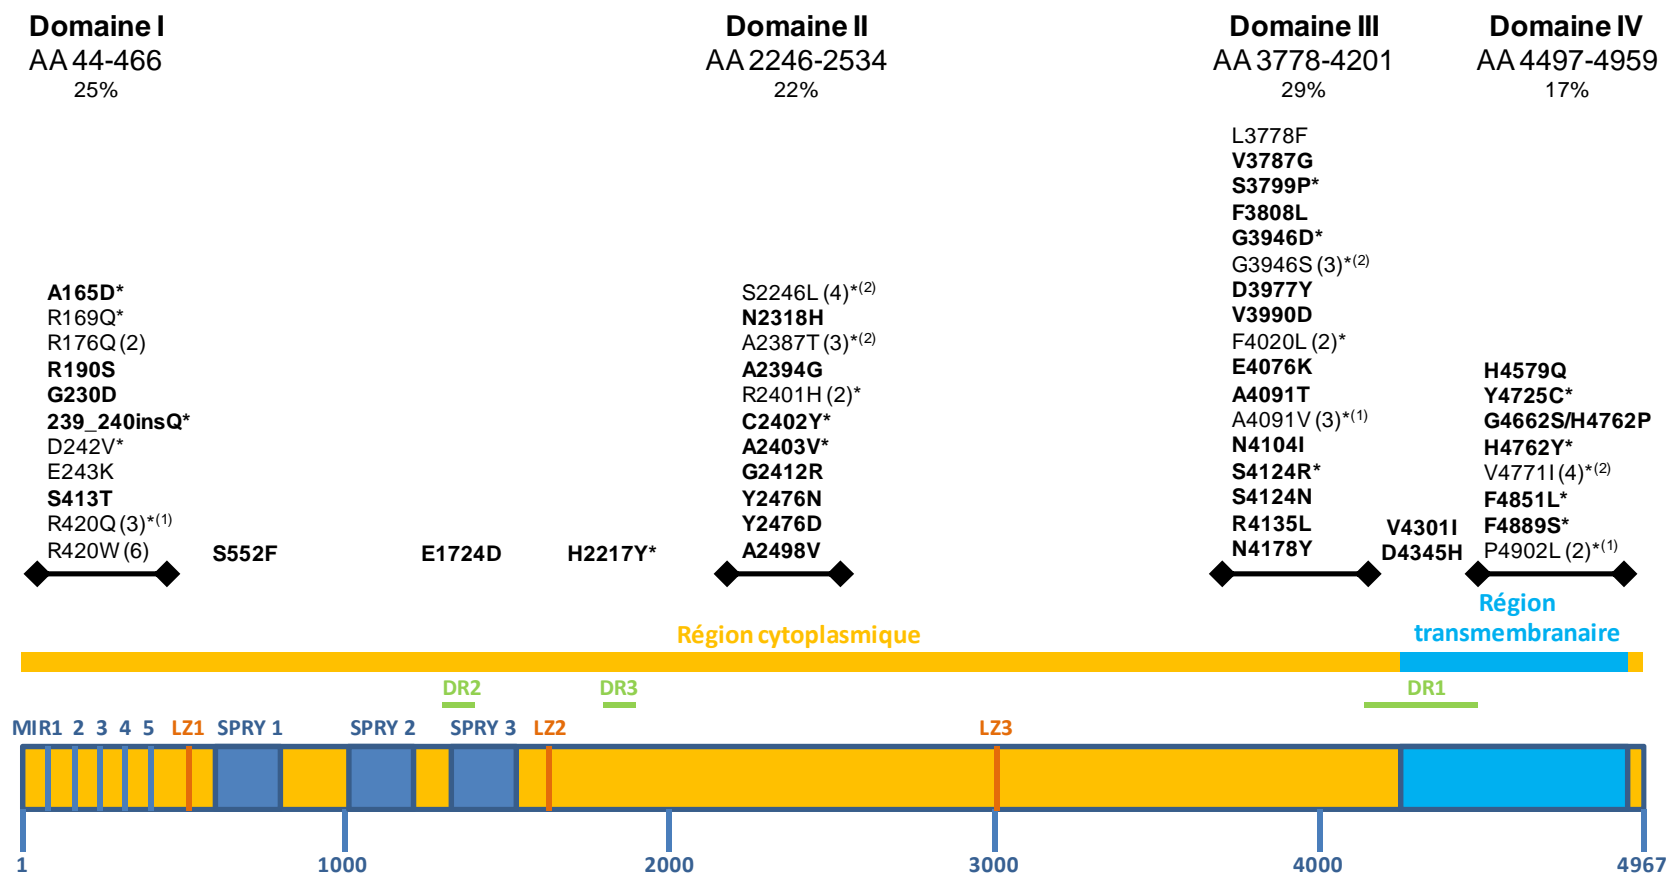 Domaine I
AA 44-466
25%
Domaine II
AA 2246-2534
22%
Domaine III
AA 3778-4201
29%
Domaine IV
AA 4497-4959
17%
A165D*
R169Q*
R176Q (2)
R190S
G230D
239_240insQ*
D242V*
E243K
S413T
R420Q (3)*(1)
R420W (6)
S552F
E1724D
H2217Y*
S2246L (4)*(2)
N2318H
A2387T (3)*(2)
A2394G
R2401H (2)*
C2402Y*
A2403V*
G2412R
Y2476N
Y2476D
A2498V
L3778F
V3787G
S3799P*
F3808L
G3946D*
G3946S (3)*(2)
D3977Y
V3990D
F4020L (2)*
E4076K
A4091T
A4091V (3)*(1)
N4104I
S4124R*
S4124N
R4135L
N4178Y
V4301I
D4345H
H4579Q
Y4725C*
G4662S/H4762P
H4762Y*
V4771I (4)*(2)
F4851L*
F4889S*
P4902L (2)*(1)
Région cytoplasmique
Région
transmembranaire
DR2
DR3
DR1
MIR1 2 3 4 5 LZ1 SPRY 1 SPRY 2 SPRY 3 LZ2 LZ3
1 1000 2000 3000 4000 4967